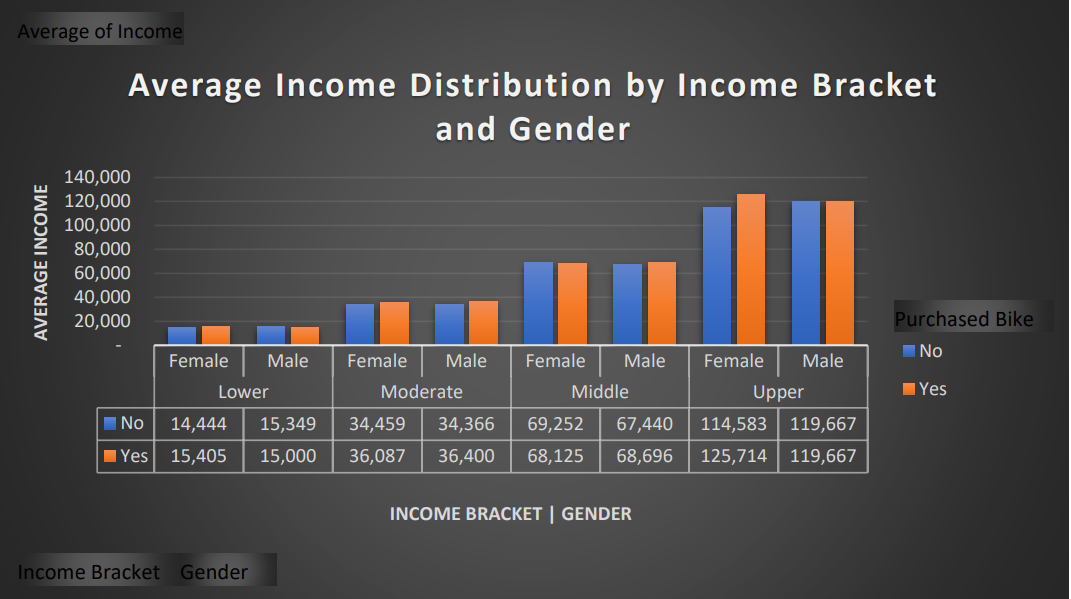 Average of Income
Average Income Distribution by Income Bracket
and Gender
AVERAGE INCOME
140,000
120,000
100,000
80,000
60,000
40,000
20,000
-
Female Male Female Male Female Male Female Male
Lower Moderate Middle Upper
No 14,444 15,349 34,459 34,366 69,252 67,440 114,583 119,667
Yes 15,405 15,000 36,087 36,400 68,125 68,696 125,714 119,667
INCOME BRACKET | GENDER
Purchased Bike
No
Yes
Income Bracket Gender